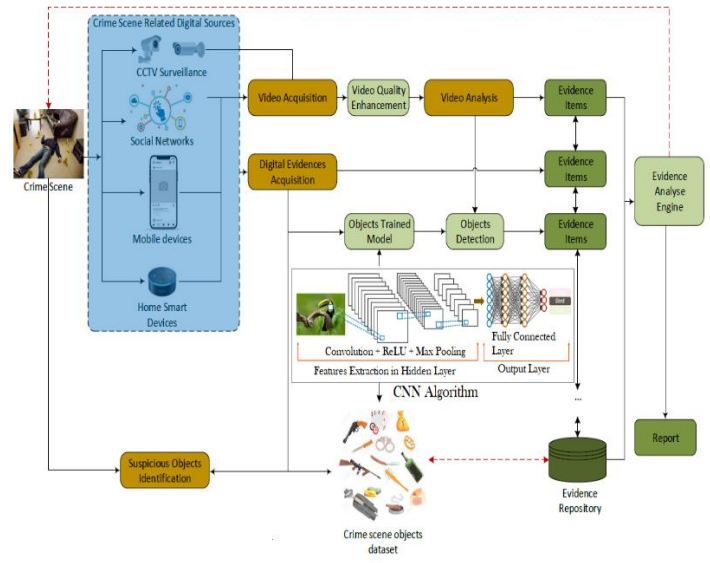 Crime Scene Related Digital Sources
CCTV Surveillance
Social Networks
Mobile devices
Home Smart
Devices
Crime Scene
Video Acquisition
Video Quality
Enhancement
Video Analysis
Evidence
Items
Digital Evidences
Acquisition
Evidence
Items
Evidence
Analyse
Engine
Objects Trained
Model
Objects
Detection
Evidence
Items
Convolution + ReLU + Max Pooling
Fully Connected
Layer
Features Extraction in Hidden Layer
Output Layer
CNN Algorithm
...
Report
Suspicious Objects
Identification
Evidence
Repository
Crime scene objects
dataset